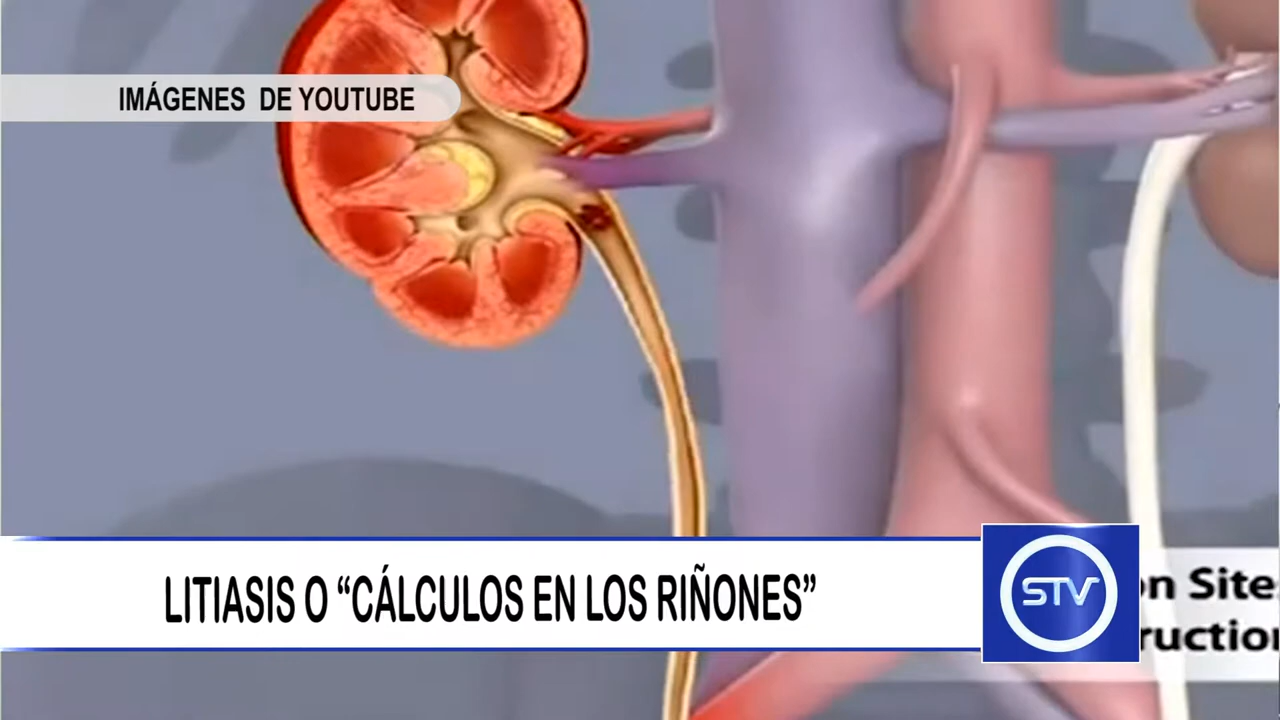 IMÁGENES DE YOUTUBE
LITIASIS O “CÁLCULOS EN LOS RIÑONES”
STV